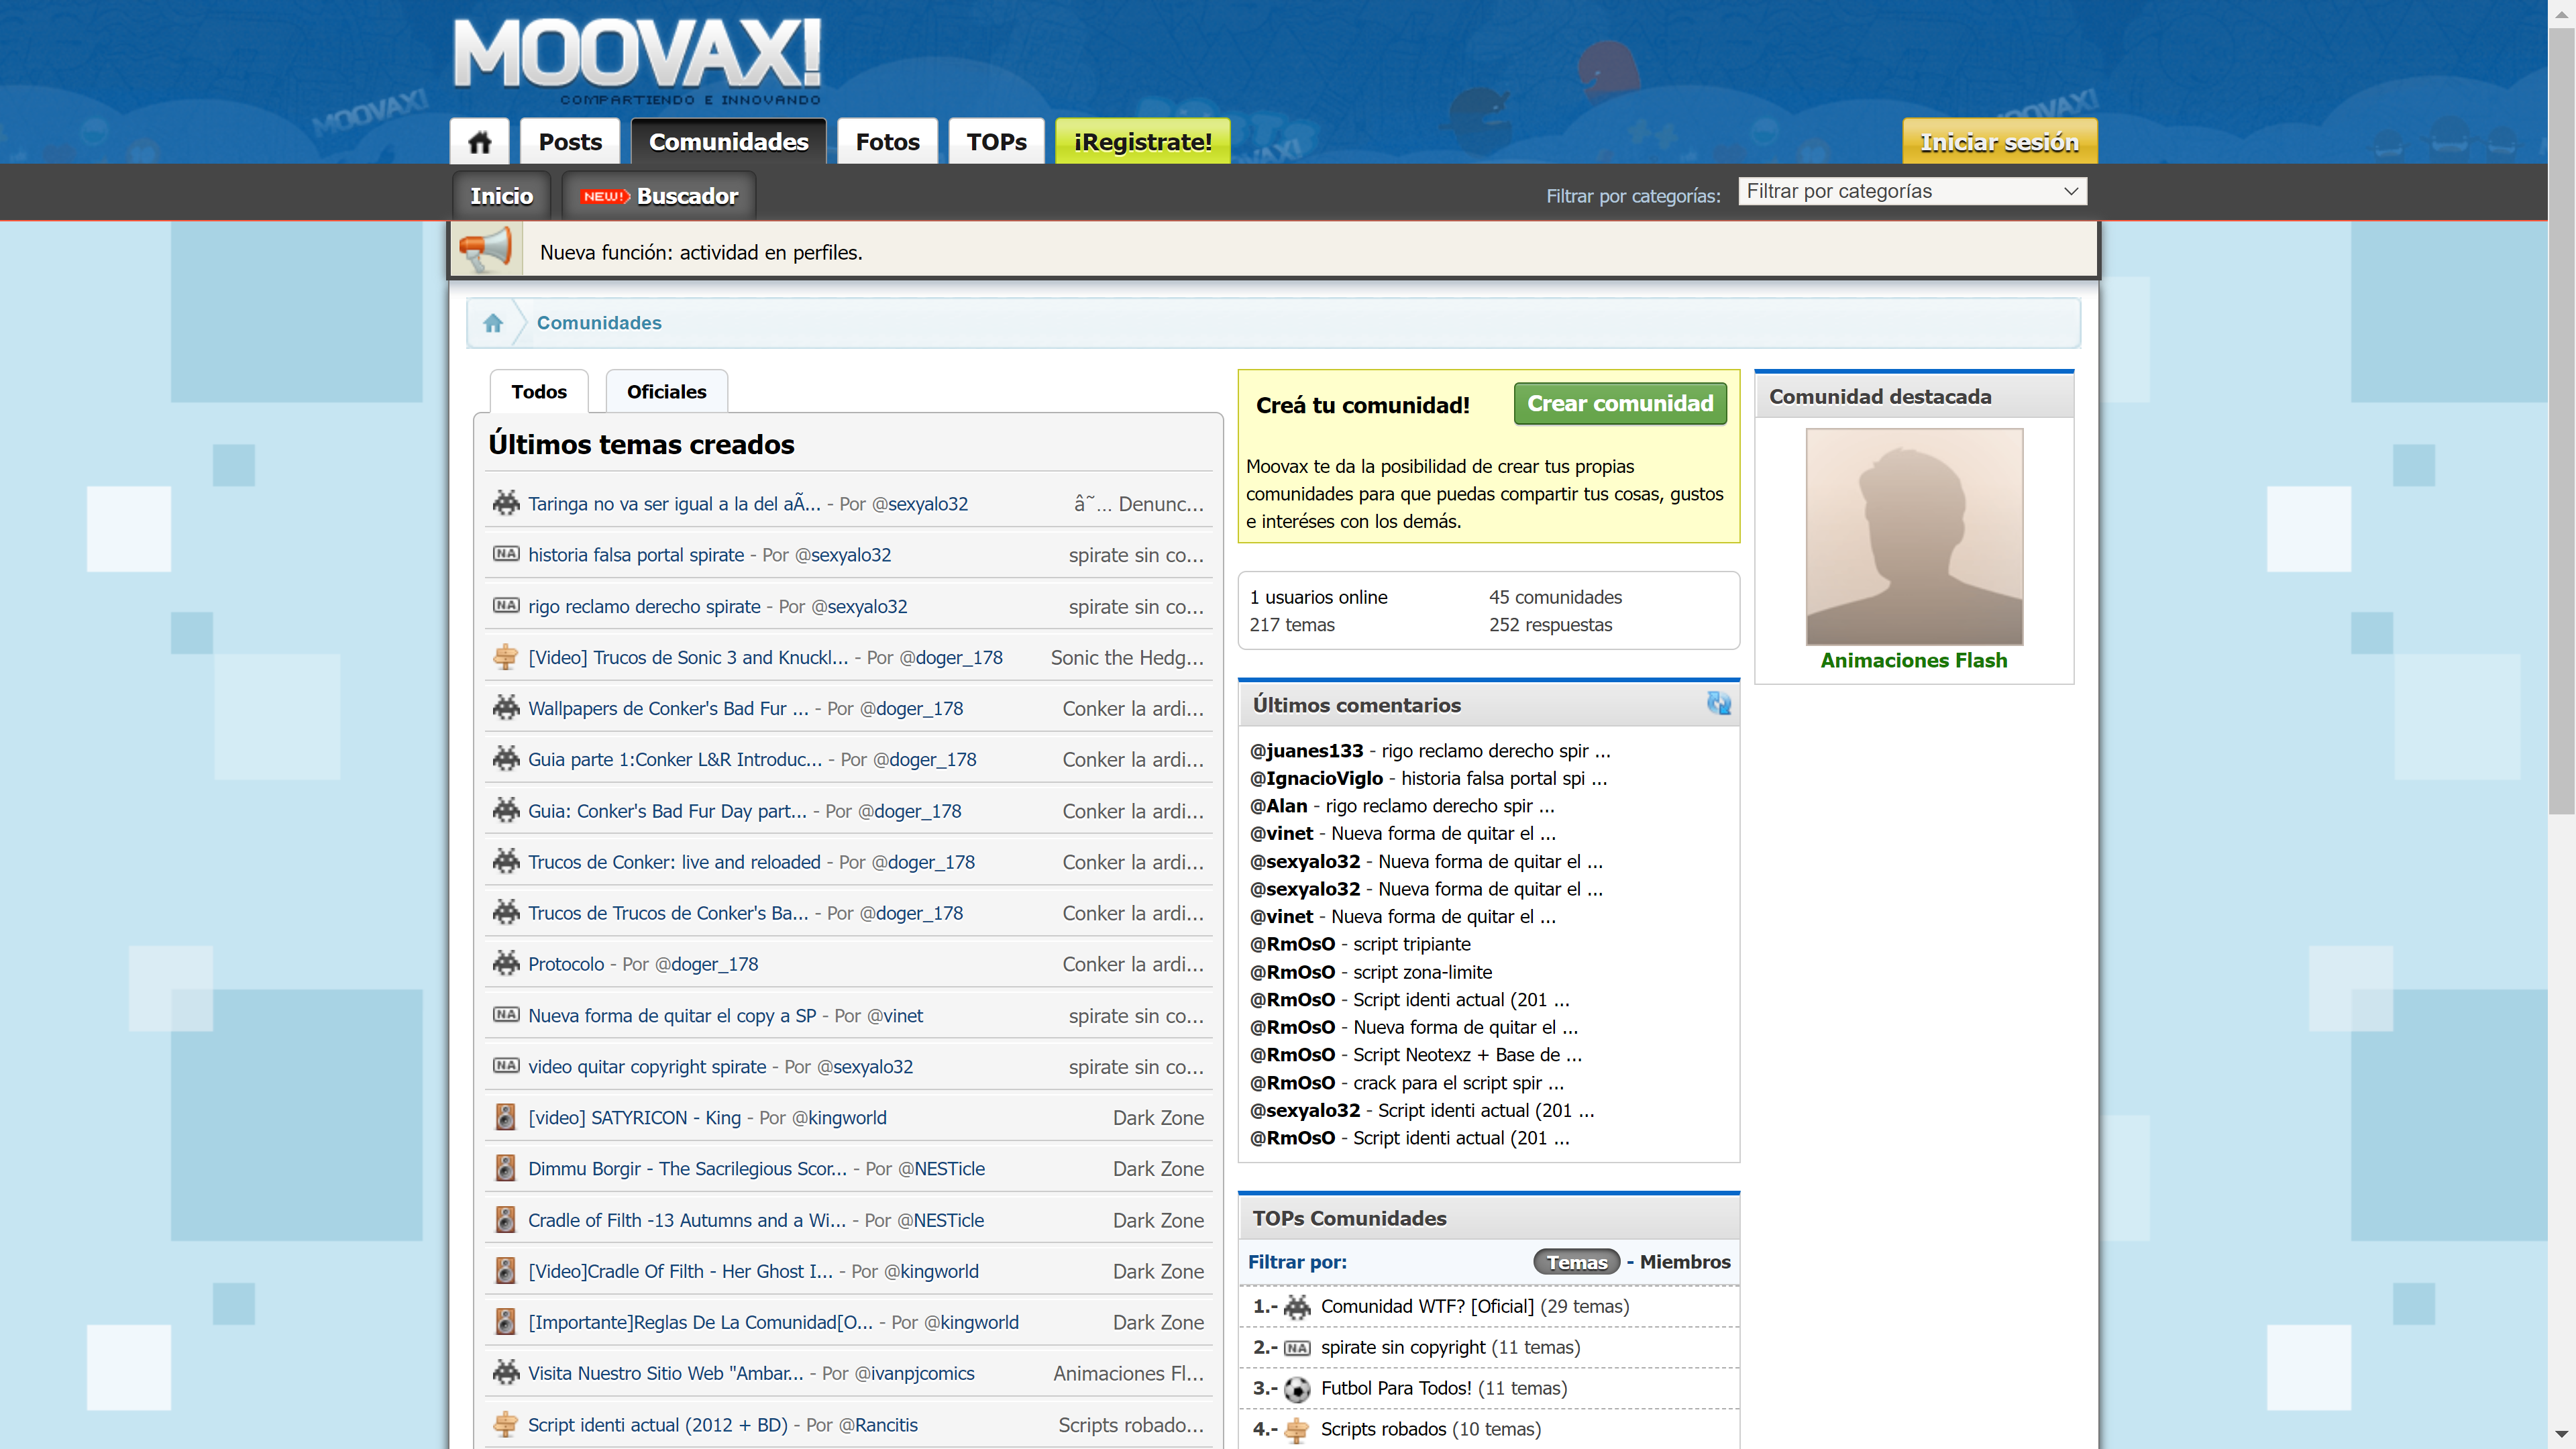 MOOVAX!
COMPARTIENDO E INNOVANDO
Posts
Comunidades
Fotos
TOPs
¡Registrate!
Iniciar sesión
Inicio
NEW! Buscador
Filtrar por categorías:
Filtrar por categorías
Nueva función: actividad en perfiles.
Comunidades
Todos
Oficiales
Últimos temas creados
Taringa no va ser igual a la del aÃ... - Por @sexyalo32 â˜… Denunc...
historia falsa portal spirate - Por @sexyalo32 spirate sin co...
rigo reclamo derecho spirate - Por @sexyalo32 spirate sin co...
[Video] Trucos de Sonic 3 and Knuckl... - Por @doger_178 Sonic the Hedg...
Wallpapers de Conker's Bad Fur ... - Por @doger_178 Conker la ardi...
Guia parte 1:Conker L&R Introduc... - Por @doger_178 Conker la ardi...
Guia: Conker's Bad Fur Day part... - Por @doger_178 Conker la ardi...
Trucos de Conker: live and reloaded - Por @doger_178 Conker la ardi...
Trucos de Trucos de Conker's Ba... - Por @doger_178 Conker la ardi...
Protocolo - Por @doger_178 Conker la ardi...
NA Nueva forma de quitar el copy a SP - Por @vinet spirate sin co...
NA video quitar copyright spirate - Por @sexyalo32 spirate sin co...
[video] SATYRICON - King - Por @kingworld Dark Zone
Dimmu Borgir - The Sacrilegious Scor... - Por @NESTicle Dark Zone
Cradle of Filth -13 Autumns and a Wi... - Por @NESTicle Dark Zone
[Video]Cradle Of Filth - Her Ghost I... - Por @kingworld Dark Zone
[Importante]Reglas De La Comunidad[O... - Por @kingworld Dark Zone
Visita Nuestro Sitio Web "Ambar... - Por @ivanpjcomics Animaciones Fl...
Script identi actual (2012 + BD) - Por @Rancitis Scripts robado...
Creá tu comunidad!
Crear comunidad
Moovax te da la posibilidad de crear tus propias
comunidades para que puedas compartir tus cosas, gustos
e interéses con los demás.
1 usuarios online 45 comunidades
217 temas 252 respuestas
Últimos comentarios
@juanes133 - rigo reclamo derecho spir ...
@IgnacioViglo - historia falsa portal spi ...
@Alan - rigo reclamo derecho spir ...
@vinet - Nueva forma de quitar el ...
@sexyalo32 - Nueva forma de quitar el ...
@sexyalo32 - Nueva forma de quitar el ...
@vinet - Nueva forma de quitar el ...
@RmOsO - script tripiante
@RmOsO - script zona-limite
@RmOsO - Script identi actual (201 ...
@RmOsO - Nueva forma de quitar el ...
@RmOsO - Script Neotexz + Base de ...
@RmOsO - crack para el script spir ...
@sexyalo32 - Script identi actual (201 ...
@RmOsO - Script identi actual (201 ...
TOPs Comunidades
Filtrar por: Temas - Miembros
1.- Comunidad WTF? [Oficial] (29 temas)
2.- NA spirate sin copyright (11 temas)
3.- Futbol Para Todos! (11 temas)
4.- Scripts robados (10 temas)
Comunidad destacada
Animaciones Flash